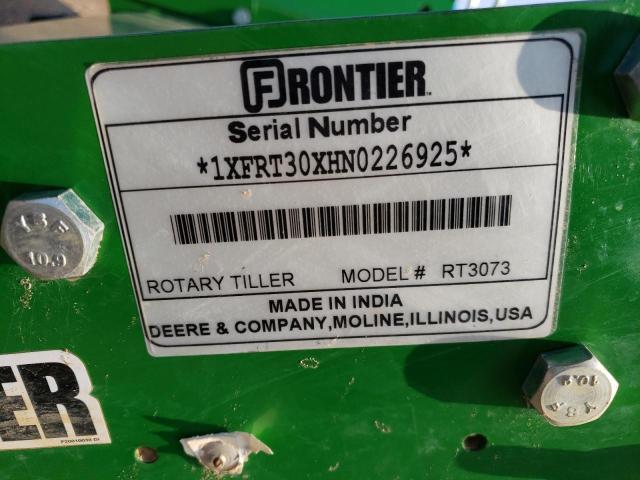 FRONTIER
Serial Number
*1XFRT30XHN0226925*
ROTARY TILLER MODEL # RT3073
MADE IN INDIA
DEERE & COMPANY,MOLINE,ILLINOIS,USA
10.9
10.9
ER